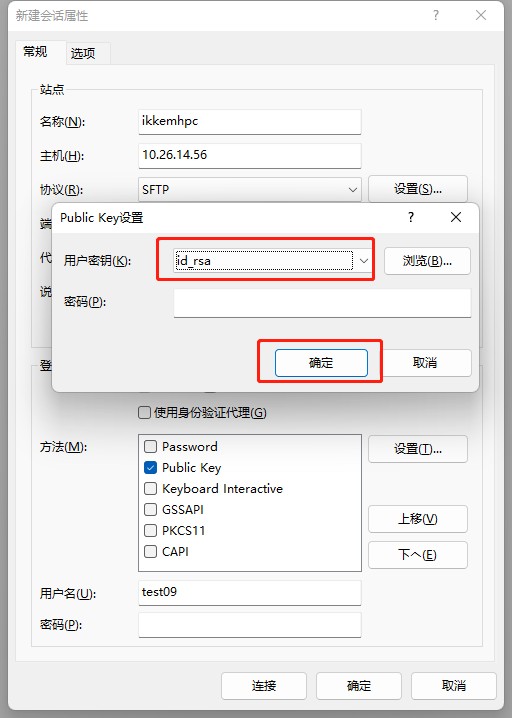 新建会话属性
常规
选项
站点
名称(N):
ikkemhpc
主机(H):
10.26.14.56
协议(R):
SFTP
设置(S)...
端
Public Key设置
代
用户密钥(K):
id_rsa
浏览(B)...
说
密码(P):
确定
取消
登
使用身份验证代理(G)
方法(M):
Password
设置(T)...
Public Key
Keyboard Interactive
GSSAPI
上移(V)
PKCS11
CAPI
下へ(E)
用户名(U):
test09
密码(P):
连接
确定
取消